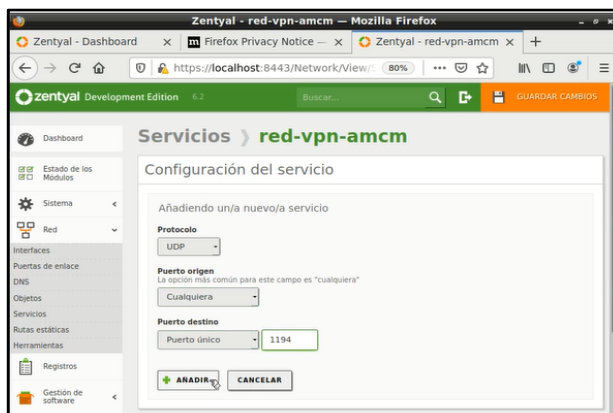 Zentyal - red-vpn-amcm — Mozilla Firefox
Zentyal - Dashboard
Firefox Privacy Notice —
Zentyal - red-vpn-amcm
https://localhost:8443/Network/View/
80%
zentyal Development Edition 6.2
Buscar...
GUARDAR CAMBIOS
Dashboard
Estado de los
Módulos
Sistema
Red
Interfaces
Puertas de enlace
DNS
Objetos
Servicios
Rutas estáticas
Herramientas
Registros
Gestión de
software
Servicios
red-vpn-amcm
Configuración del servicio
Añadiendo un/a nuevo/a servicio
Protocolo
UDP
Puerto origen
La opción más común para este campo es "cualquiera"
Cualquiera
Puerto destino
Puerto único
1194
AÑADIR
CANCELAR